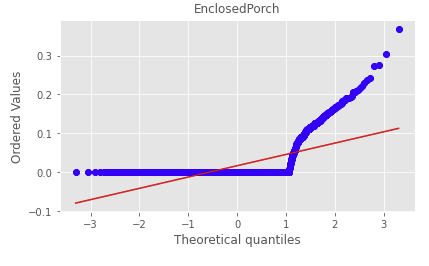 EnclosedPorch
Ordered Values
0.3
0.2
0.1
0.0
−0.1
−3 −2 −1 0 1 2 3
Theoretical quantiles